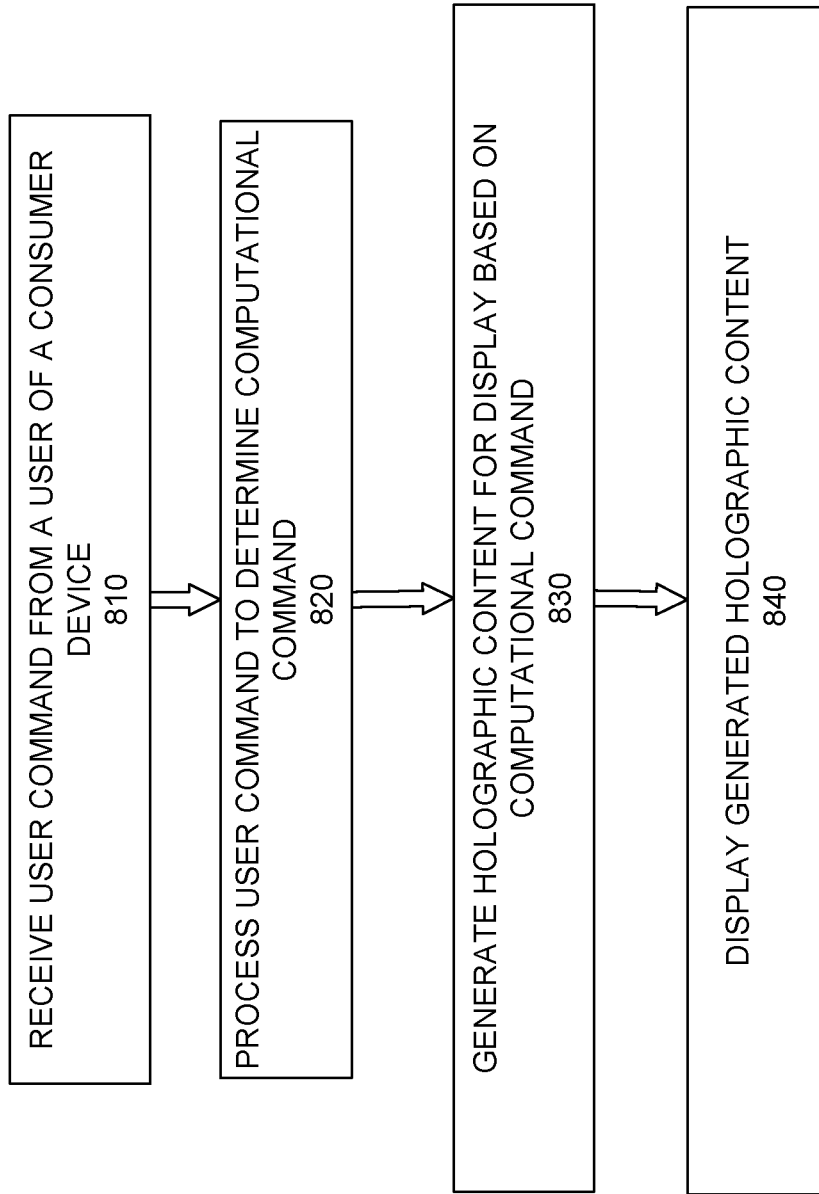 RECEIVE USER COMMAND FROM A USER OF A CONSUMER
DEVICE
810
PROCESS USER COMMAND TO DETERMINE COMPUTATIONAL
COMMAND
820
GENERATE HOLOGRAPHIC CONTENT FOR DISPLAY BASED ON
COMPUTATIONAL COMMAND
830
DISPLAY GENERATED HOLOGRAPHIC CONTENT
840